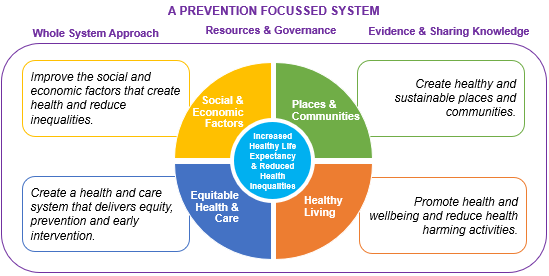 A PREVENTION FOCUSSED SYSTEM
Whole System Approach
Resources & Governance
Evidence & Sharing Knowledge
Improve the social and
economic factors that create
health and reduce
inequalities.
Social &
Economic
Factors
Places &
Communities
Create healthy and
sustainable places and
communities.
Increased
Healthy Life
Expectancy
& Reduced
Health
Inequalities
Create a health and care
system that delivers equity,
prevention and early
intervention.
Equitable
Health &
Care
Healthy
Living
Promote health and
wellbeing and reduce health
harming activities.